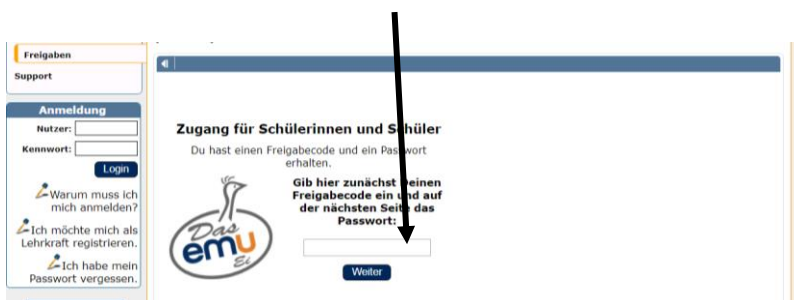 Freigaben
Support
Anmeldung
Nutzer:
Kennwort:
Login
Warum muss ich
mich anmelden?
Ich möchte mich als
Lehrkraft registrieren.
Ich habe mein
Passwort vergessen.
Zugang für Schülerinnen und Schüler
Du hast einen Freigabecode und ein Passwort
erhalten.
Gib hier zunächst Deinen
Freigabecode ein und auf
der nächsten Seite das
Passwort:
Das
emu
Ei
Weiter